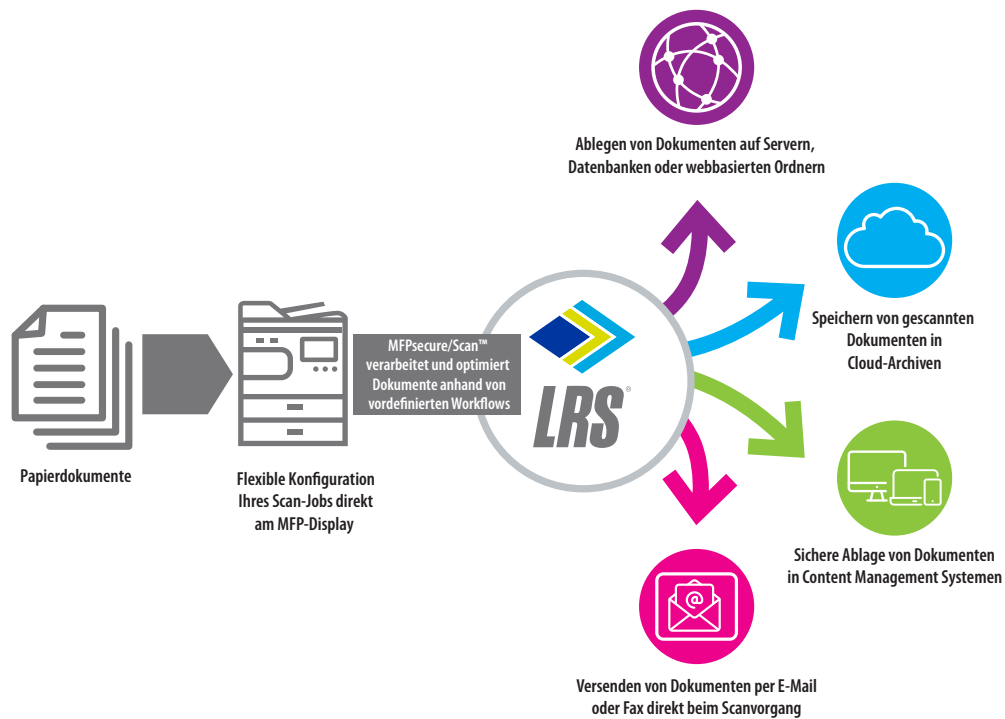 Papierdokumente
Flexible Konfiguration
Ihres Scan-Jobs direkt
am MFP-Display
MFPsecure/Scan™
verarbeitet und optimiert
Dokumente anhand von
vordefinierten Workflows
LRS®
Ablegen von Dokumenten auf Servern,
Datenbanken oder webbasierten Ordnern
Speichern von gescannten
Dokumenten in
Cloud-Archiven
Sichere Ablage von Dokumenten
in Content Management Systemen
@
Versenden von Dokumenten per E-Mail
oder Fax direkt beim Scanvorgang